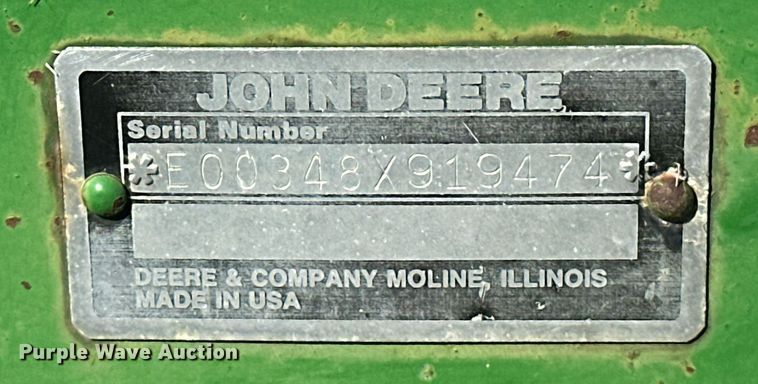 JOHN DEERE
Serial Number
*E00348X919474*
DEERE & COMPANY MOLINE, ILLINOIS
MADE IN USA
Purple Wave Auction